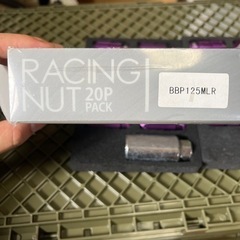 RACING
NUT 20P
PACK
BBP125MLR